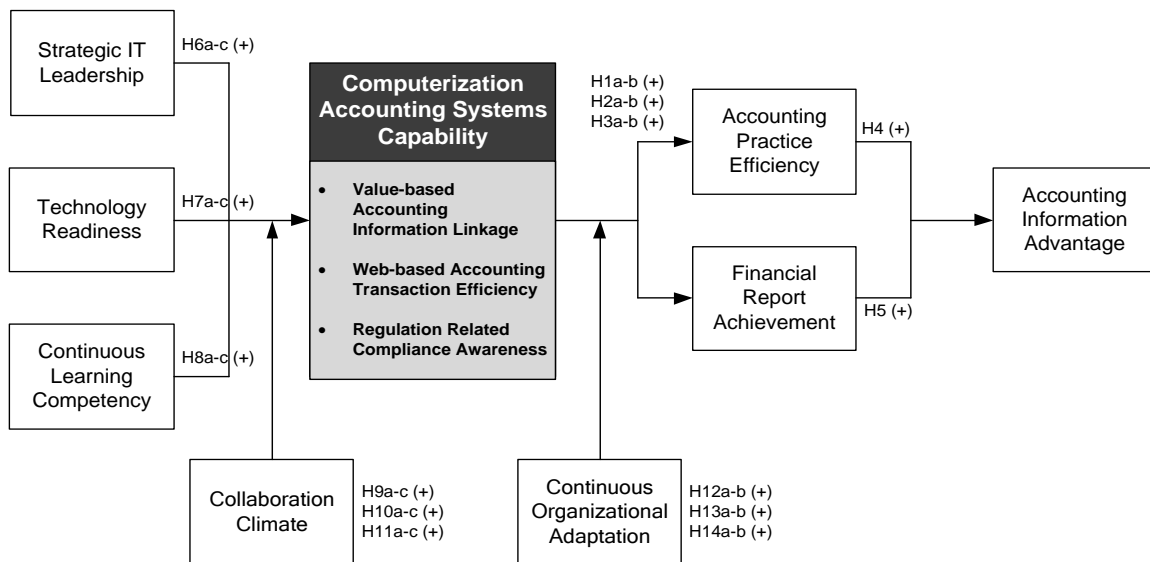 Strategic IT
Leadership
H6a-c (+)
Technology
Readiness
H7a-c (+)
Continuous
Learning
Competency
H8a-c (+)
Computerization
Accounting Systems
Capability
• Value-based
Accounting
Information Linkage
• Web-based Accounting
Transaction Efficiency
• Regulation Related
Compliance Awareness
H1a-b (+)
H2a-b (+)
H3a-b (+)
Accounting
Practice
Efficiency
H4 (+)
Financial
Report
Achievement
H5 (+)
Accounting
Information
Advantage
Collaboration
Climate
H9a-c (+)
H10a-c (+)
H11a-c (+)
Continuous
Organizational
Adaptation
H12a-b (+)
H13a-b (+)
H14a-b (+)